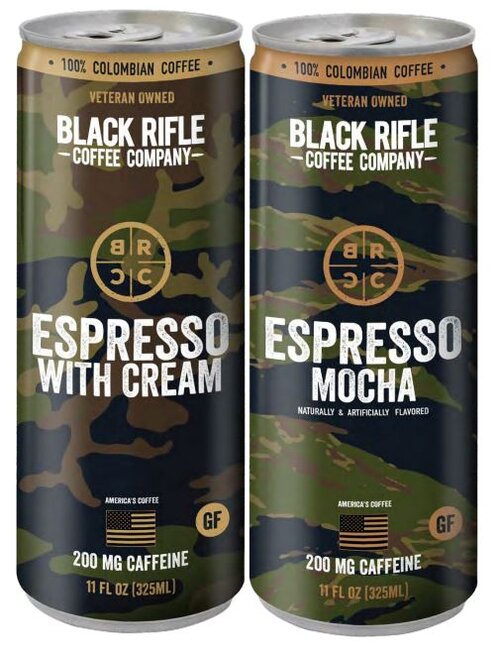 • 100% COLOMBIAN COFFEE •
VETERAN OWNED
BLACK RIFLE
COFFEE COMPANY
B R
C C
ESPRESSO
WITH CREAM
AMERICA'S COFFEE
GF
200 MG CAFFEINE
11 FL OZ (325ML)
• 100% COLOMBIAN COFFEE •
VETERAN OWNED
BLACK RIFLE
COFFEE COMPANY
B R
C C
ESPRESSO
MOCHA
NATURALLY & ARTIFICIALLY FLAVORED
AMERICA'S COFFEE
GF
200 MG CAFFEINE
11 FL OZ (325ML)